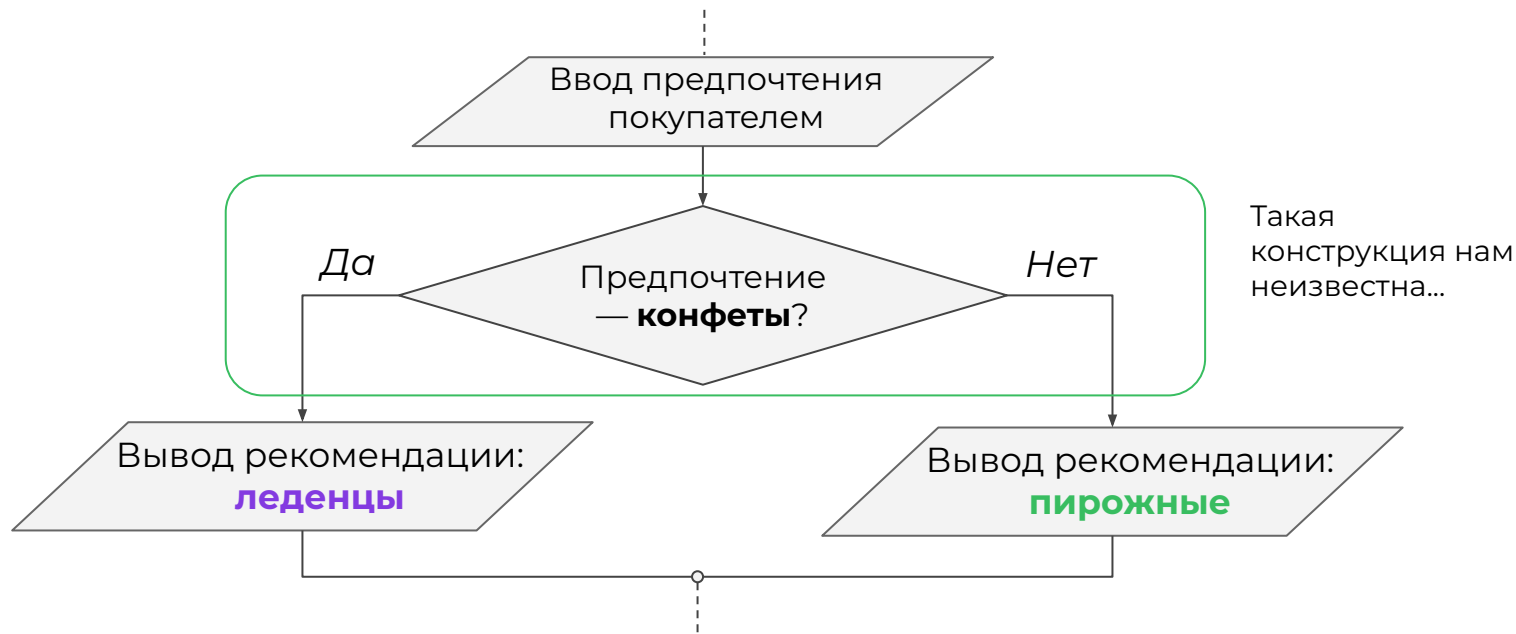 Ввод предпочтения
покупателем
Такая
конструкция нам
неизвестна...
Да
Нет
Предпочтение
— конфеты?
Вывод рекомендации:
леденцы
Вывод рекомендации:
пирожные